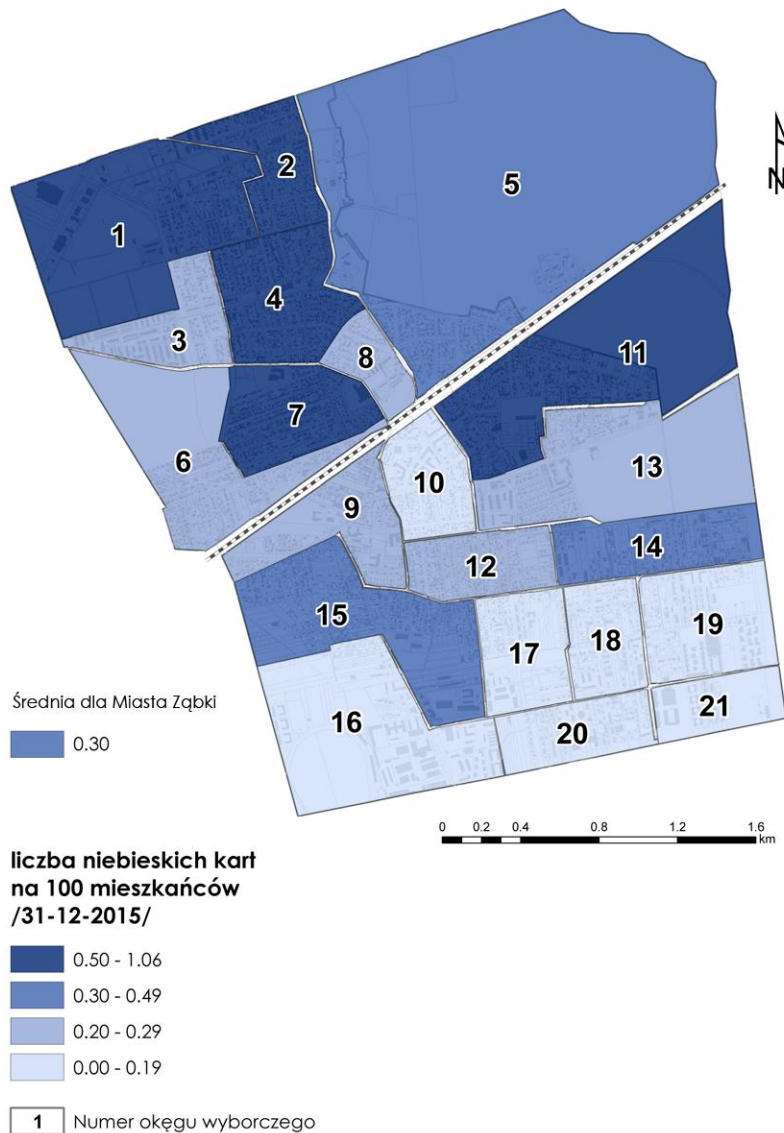 2
5
1
4
3
8
11
7
6
13
10
9
14
12
15
19
18
17
16
21
20
N
Średnia dla Miasta Ząbki
0.30
0 0.2 0.4 0.8 1.2 1.6
km
liczba niebieskich kart
na 100 mieszkańców
/31-12-2015/
0.50 - 1.06
0.30 - 0.49
0.20 - 0.29
0.00 - 0.19
1 Numer okęgu wyborczego